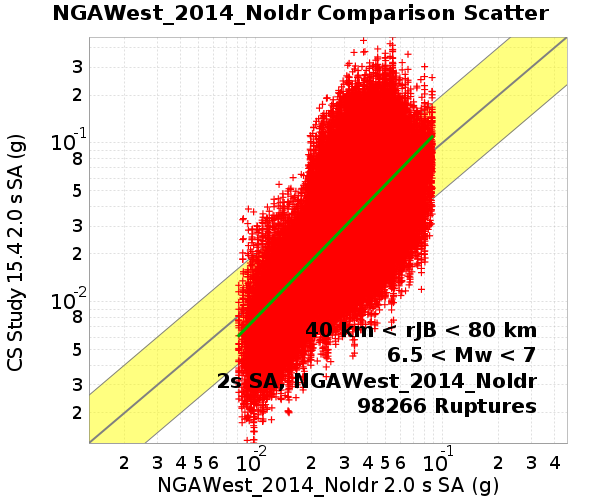 NGAWest_2014_NoIdr Comparison Scatter
CS Study 15.4 2.0 s SA (g)
3
2
10-1
8
5
3
2
10-2
8
5
3
2
40 km < rJB < 80 km
6.5 < Mw < 7
2s SA, NGAWest_2014_NoIdr
98266 Ruptures
2 3 4 5 6 10-2 2 3 4 5 6 10-1 2 3 4
NGAWest_2014_NoIdr 2.0 s SA (g)